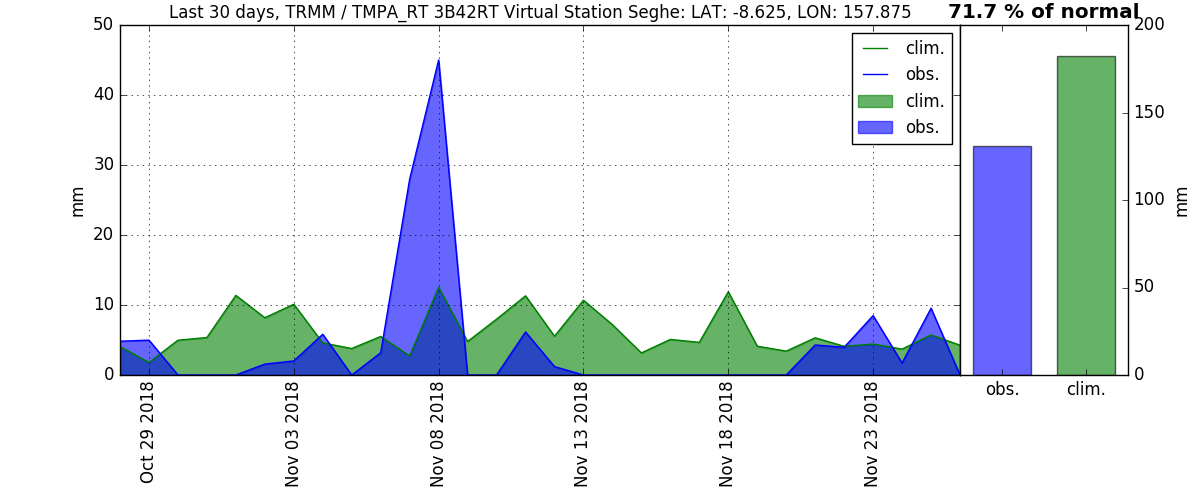 Last 30 days, TRMM / TMPA_RT 3B42RT Virtual Station Seghe: LAT: -8.625, LON: 157.875
71.7 % of normal
50
40
30
20
10
0
mm
clim.
obs.
clim.
obs.
Oct 29 2018
Nov 03 2018
Nov 08 2018
Nov 13 2018
Nov 18 2018
Nov 23 2018
200
150
100
50
0
mm
obs.
clim.